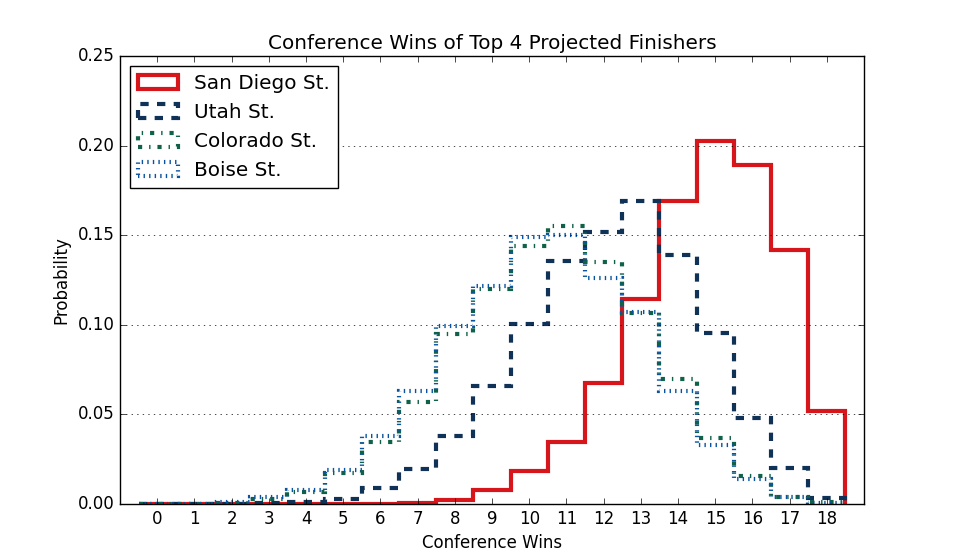 Conference Wins of Top 4 Projected Finishers
0.25
San Diego St.
Utah St.
Colorado St.
Boise St.
0.20
0.15
Probability
0.10
0.05
0.00
0 1 2 3 4 5 6 7 8 9 10 11 12 13 14 15 16 17 18
Conference Wins